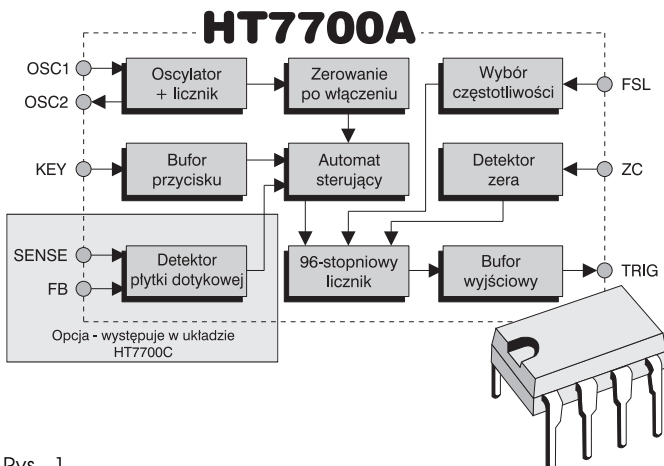 HT7700A
OSC1
OSC2
Oscylator
+ licznik
Zerowanie
po włączeniu
Wybór
częstotliwości
FSL
KEY
Bufor
przycisku
Automat
sterujący
Detektor
zera
ZC
SENSE
FB
Detektor
płytki dotykowej
96-stopniowy
licznik
Bufor
wyjściowy
TRIG
Opcja - występuje w układzie
HT7700C
Rys. 1